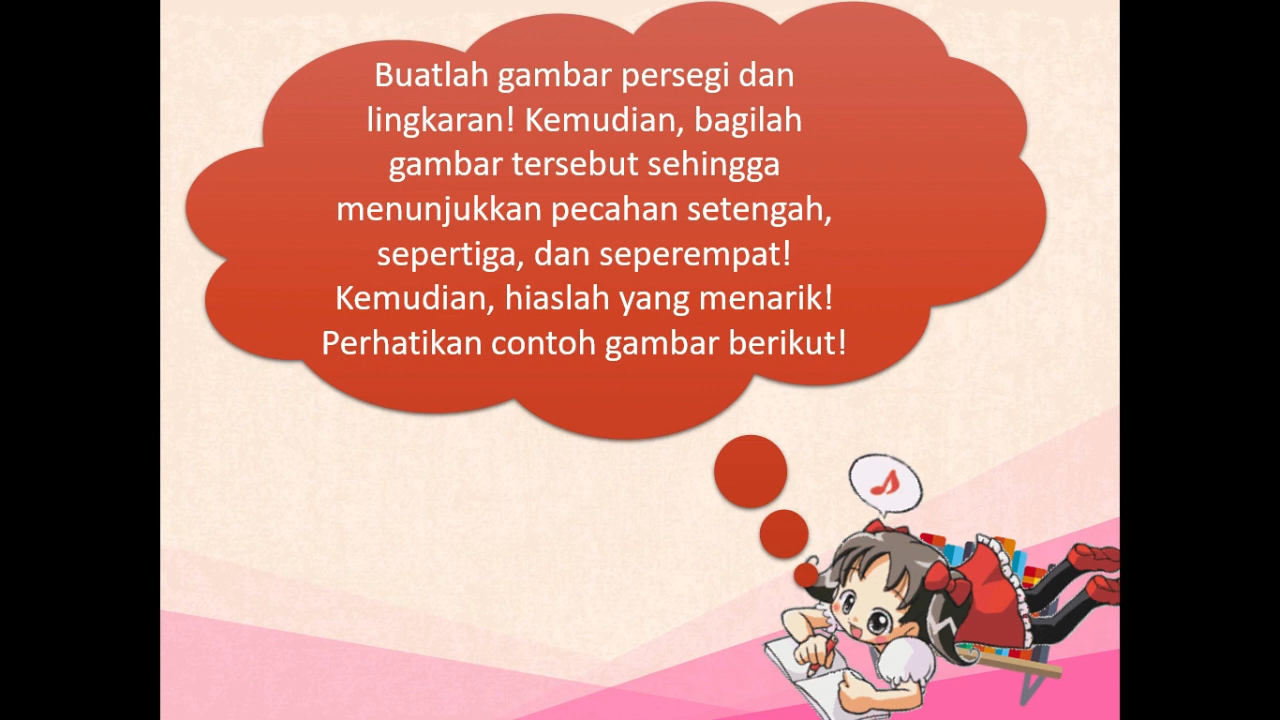 Buatlah gambar persegi dan
lingkaran! Kemudian, bagilah
gambar tersebut sehingga
menunjukkan pecahan setengah,
sepertiga, dan seperempat!
Kemudian, hiaslah yang menarik!
Perhatikan contoh gambar berikut!